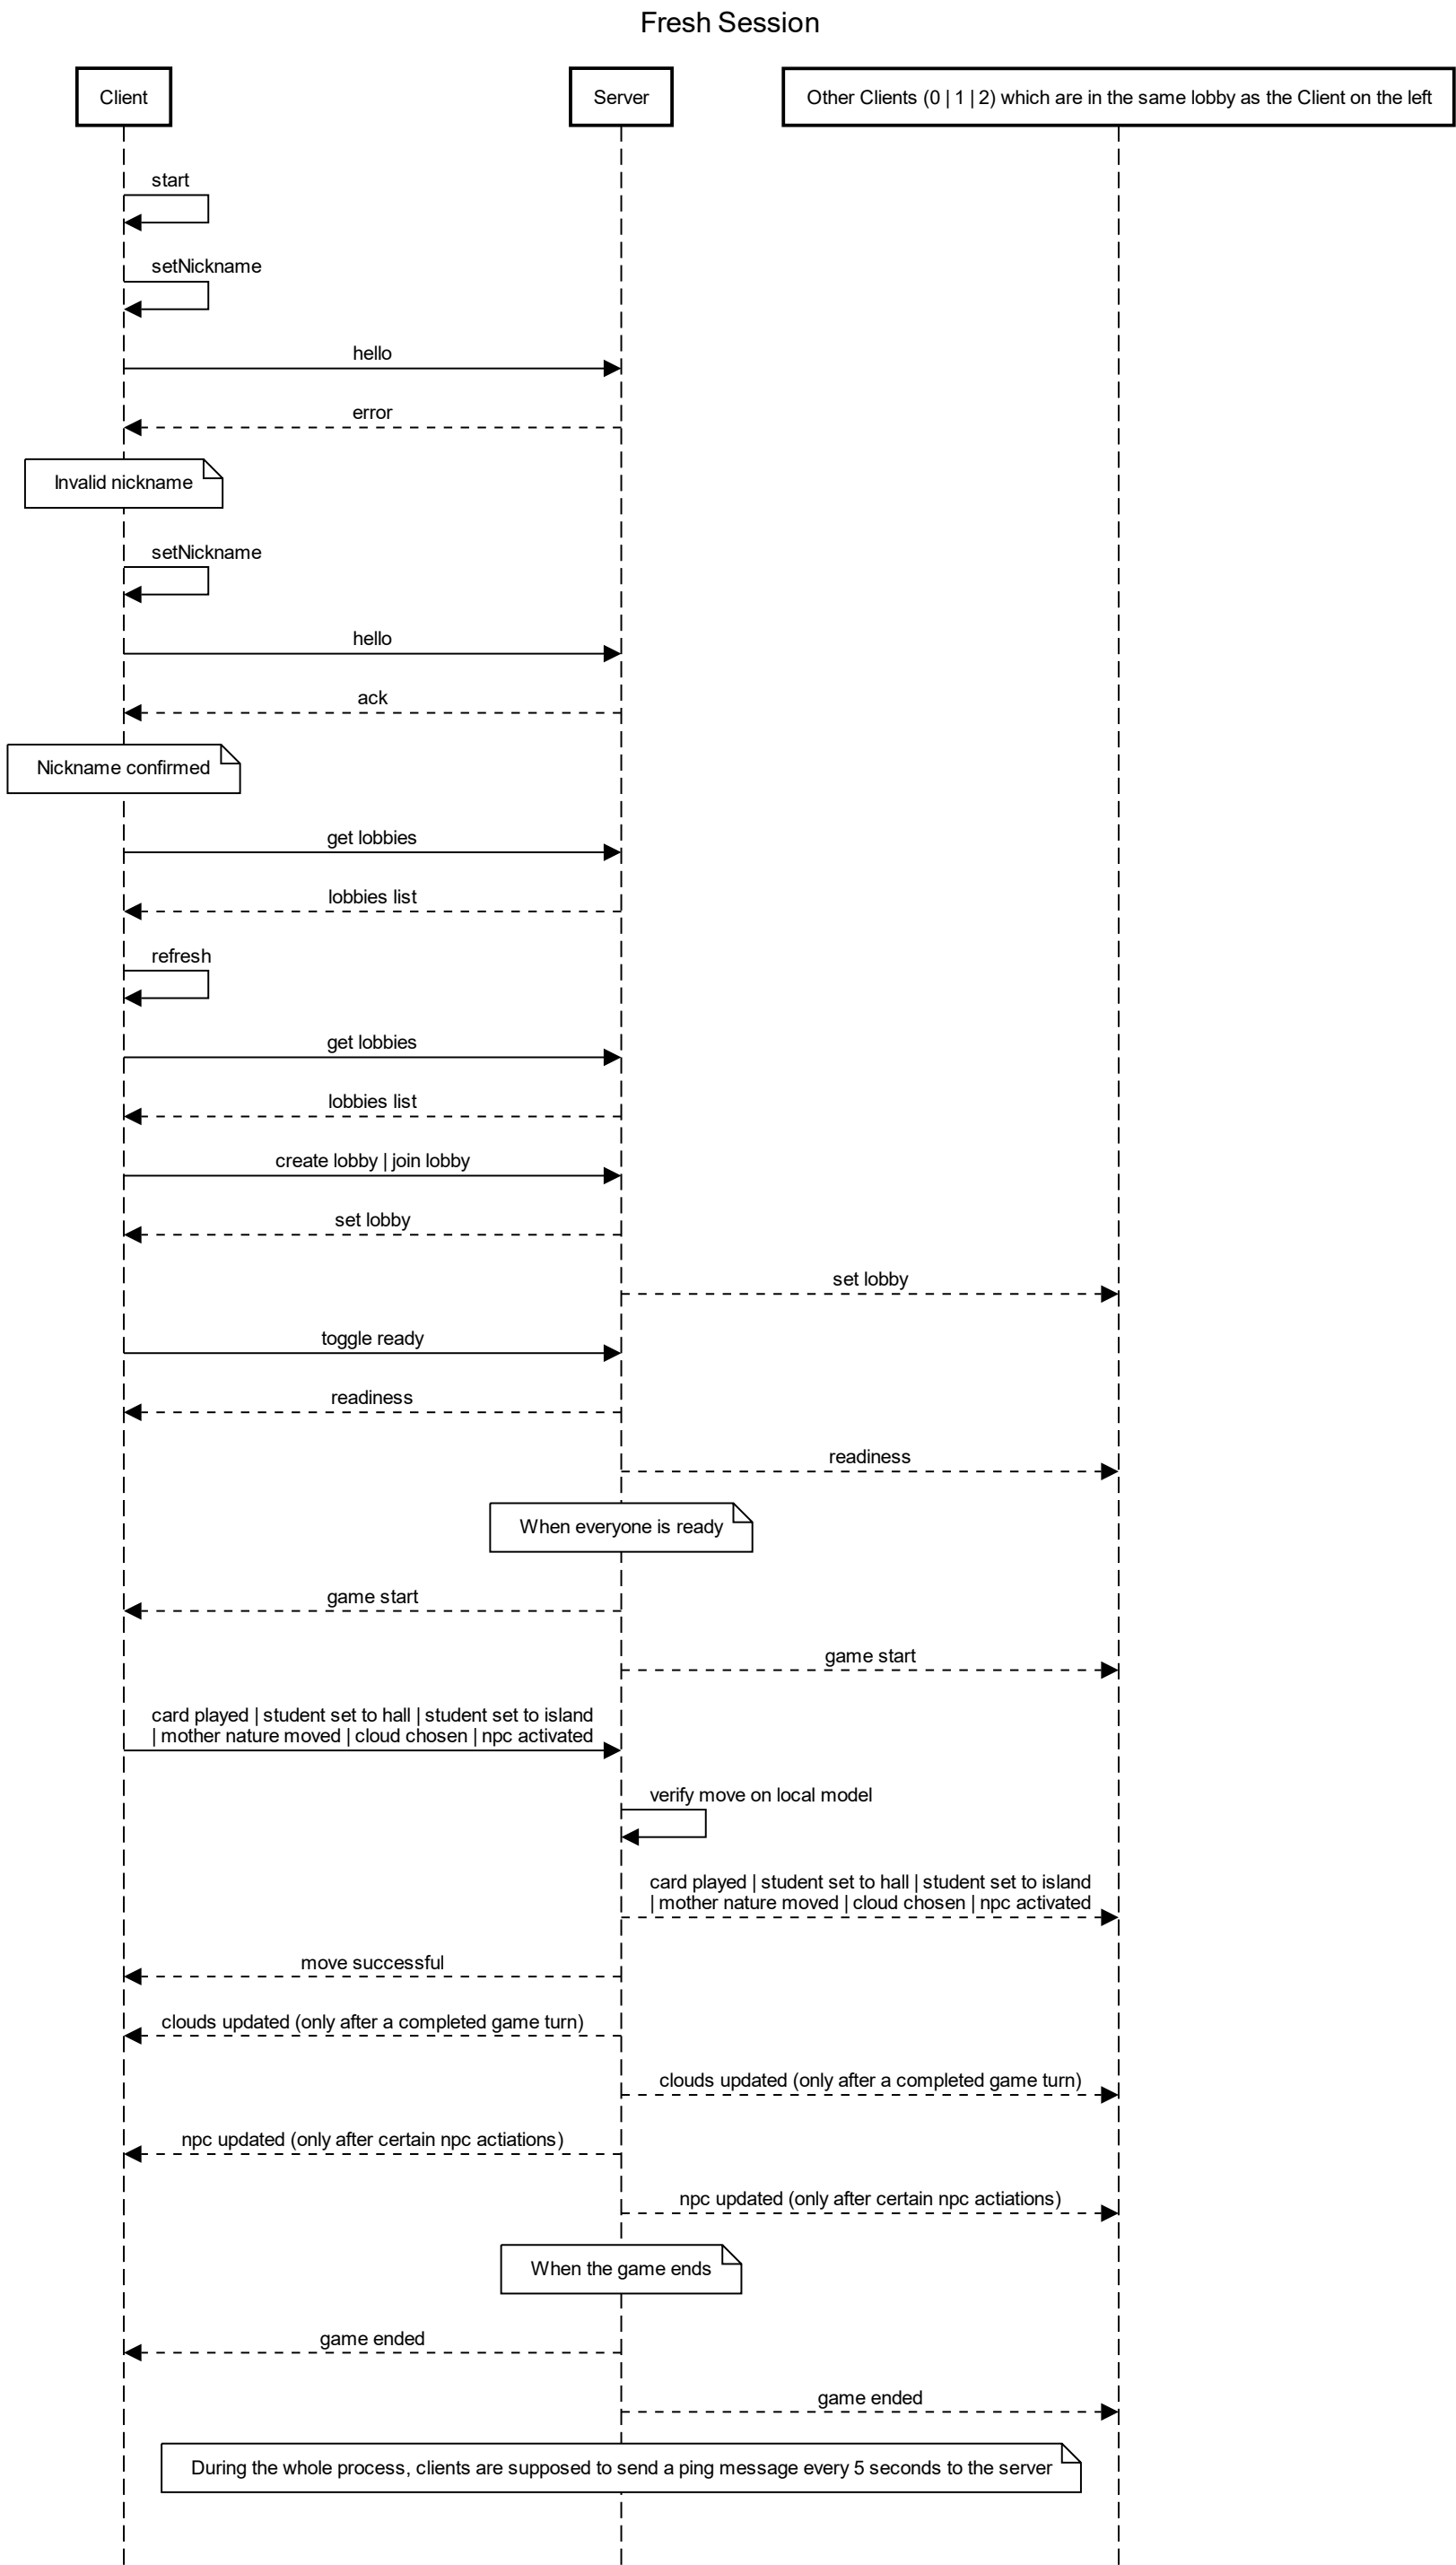 Fresh Session
Client
Server
Other Clients (0 | 1 | 2) which are in the same lobby as the Client on the left
start
setNickname
hello
error
Invalid nickname
setNickname
hello
ack
Nickname confirmed
get lobbies
lobbies list
refresh
get lobbies
lobbies list
create lobby | join lobby
set lobby
set lobby
toggle ready
readiness
readiness
When everyone is ready
game start
game start
card played | student set to hall | student set to island
| mother nature moved | cloud chosen | npc activated
verify move on local model
card played | student set to hall | student set to island
| mother nature moved | cloud chosen | npc activated
move successful
clouds updated (only after a completed game turn)
clouds updated (only after a completed game turn)
npc updated (only after certain npc actiations)
npc updated (only after certain npc actiations)
When the game ends
game ended
game ended
During the whole process, clients are supposed to send a ping message every 5 seconds to the server